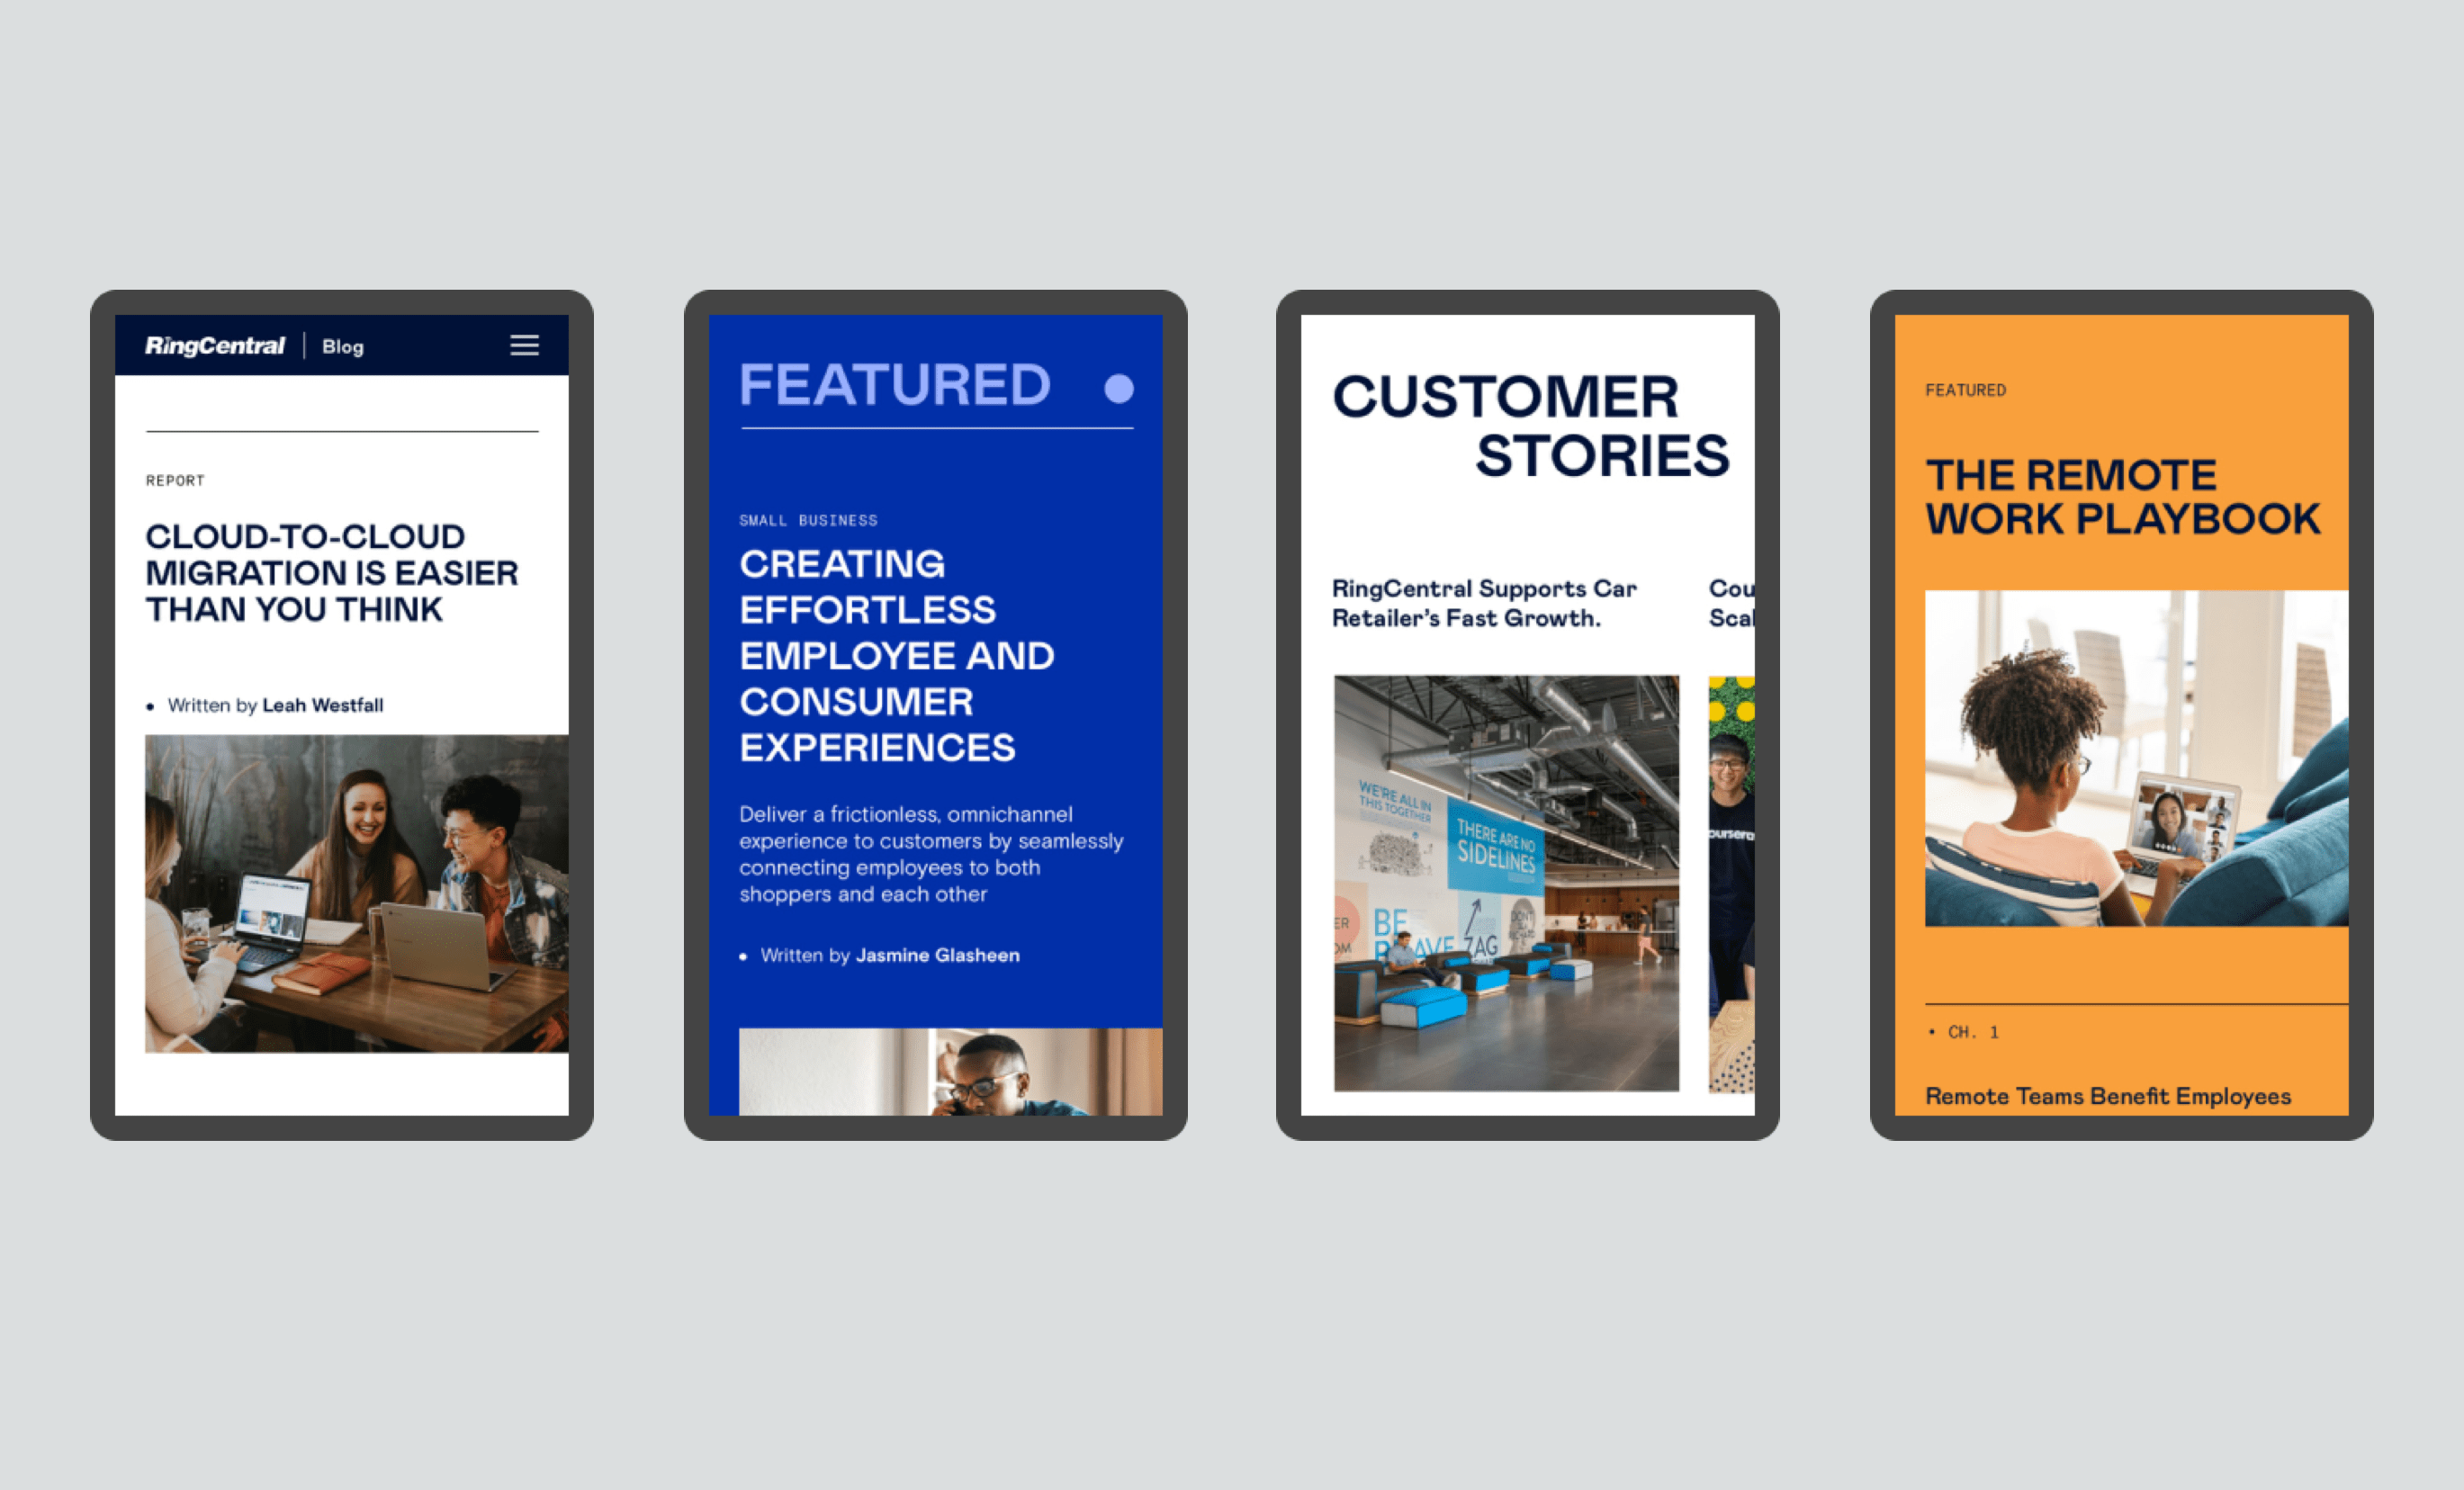 RingCentral | Blog
REPORT
CLOUD-TO-CLOUD
MIGRATION IS EASIER
THAN YOU THINK
• Written by Leah Westfall
FEATURED
SMALL BUSINESS
CREATING
EFFORTLESS
EMPLOYEE AND
CONSUMER
EXPERIENCES
Deliver a frictionless, omnichannel
experience to customers by seamlessly
connecting employees to both
shoppers and each other
• Written by Jasmine Glasheen
CUSTOMER
STORIES
RingCentral Supports Car
Retailer's Fast Growth.
Cou
Scal
WE'RE ALL IN
THIS TOGETHER
THERE ARE NO
SIDELINES
ER
OM
BE
ZAG
DON'T
oursera
FEATURED
THE REMOTE
WORK PLAYBOOK
• CH. 1
Remote Teams Benefit Employees